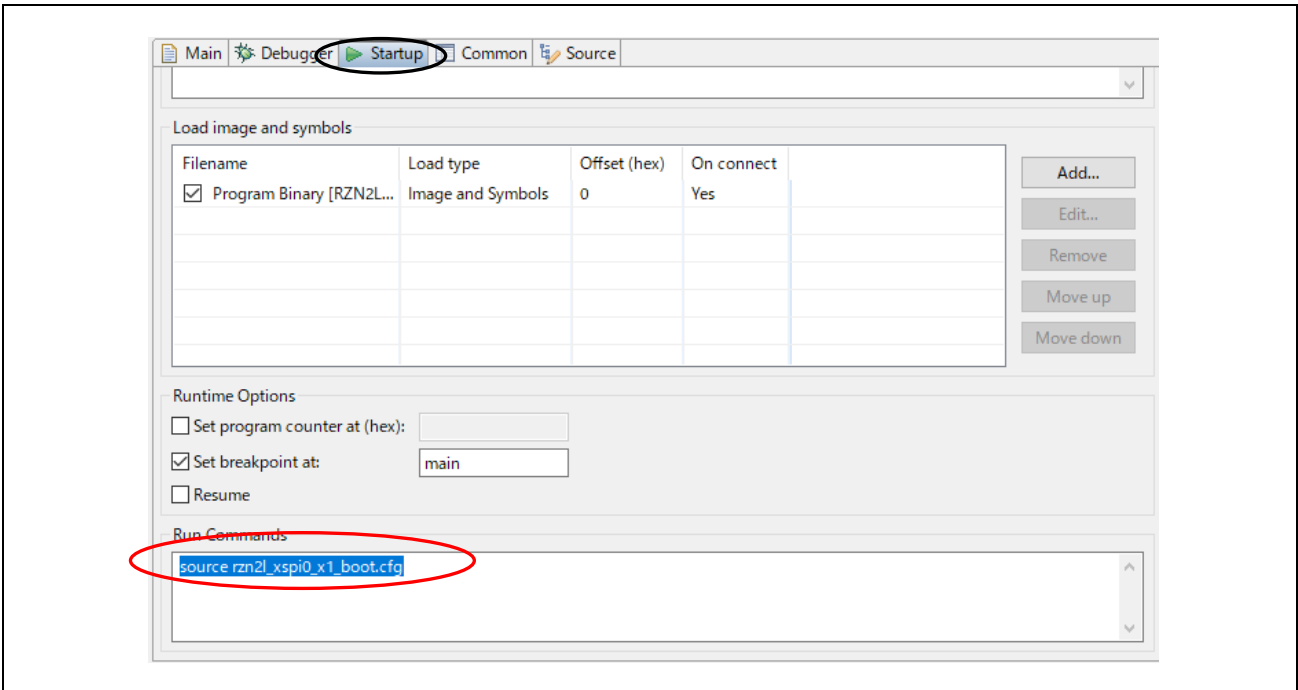 Main Debugger Startup Common Source
Load image and symbols
Filename Load type Offset (hex) On connect
Program Binary [RZN2L... Image and Symbols 0 Yes
Add...
Edit...
Remove
Move up
Move down
Runtime Options
Set program counter at (hex):
Set breakpoint at: main
Resume
Run Commands
source rzn2l_xspi0_x1_boot.cfg